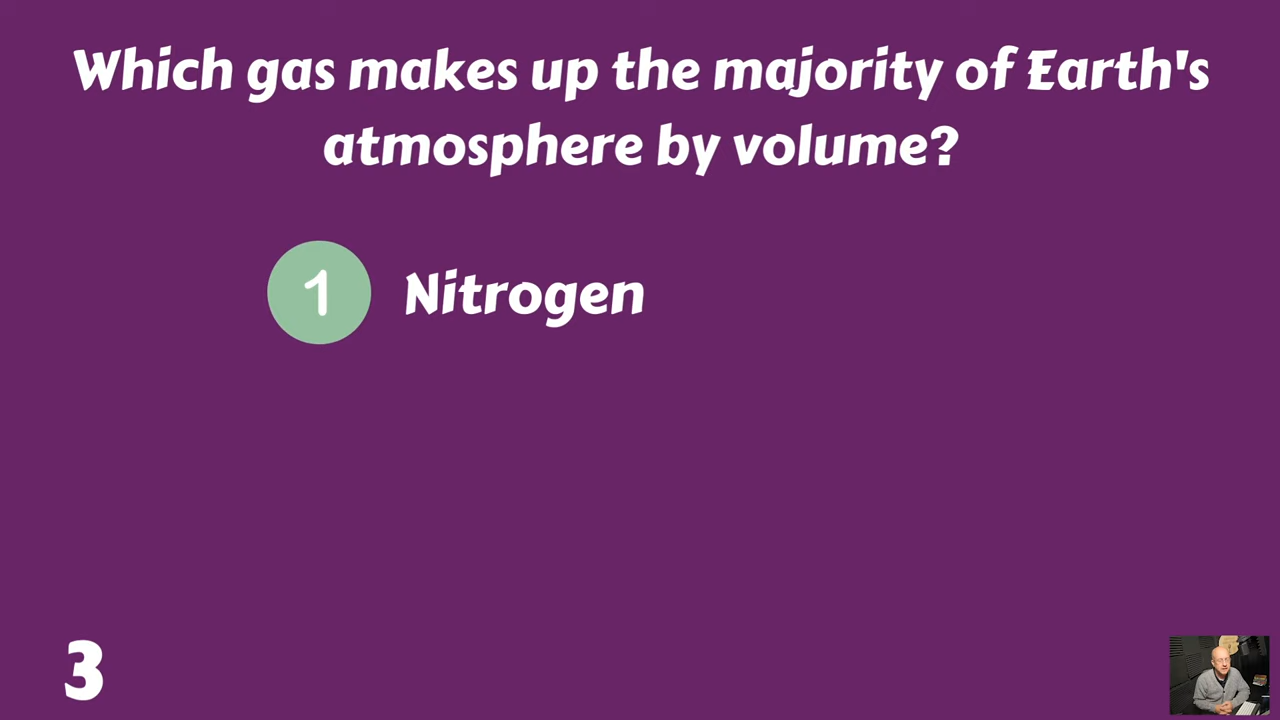 Which gas makes up the majority of Earth's
atmosphere by volume?
1 Nitrogen
3